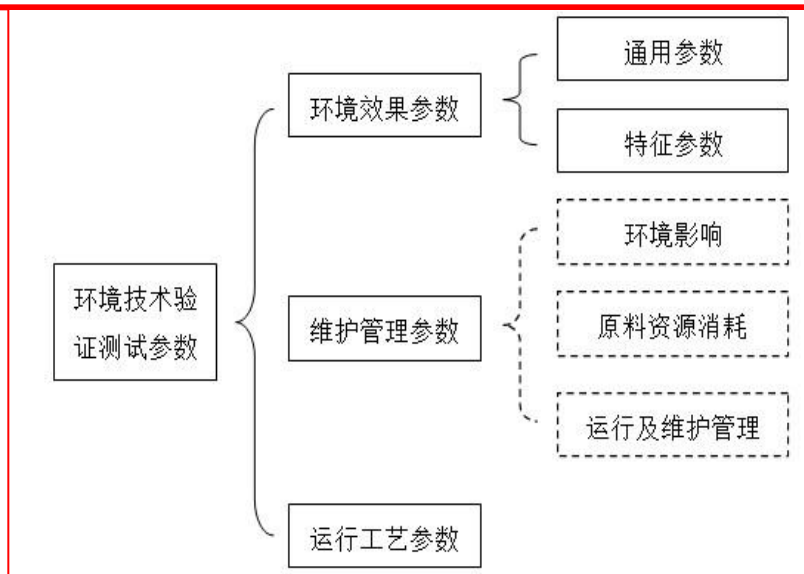 环境技术验
证测试参数
环境效果参数
通用参数
特征参数
维护管理参数
环境影响
原料资源消耗
运行及维护管理
运行工艺参数